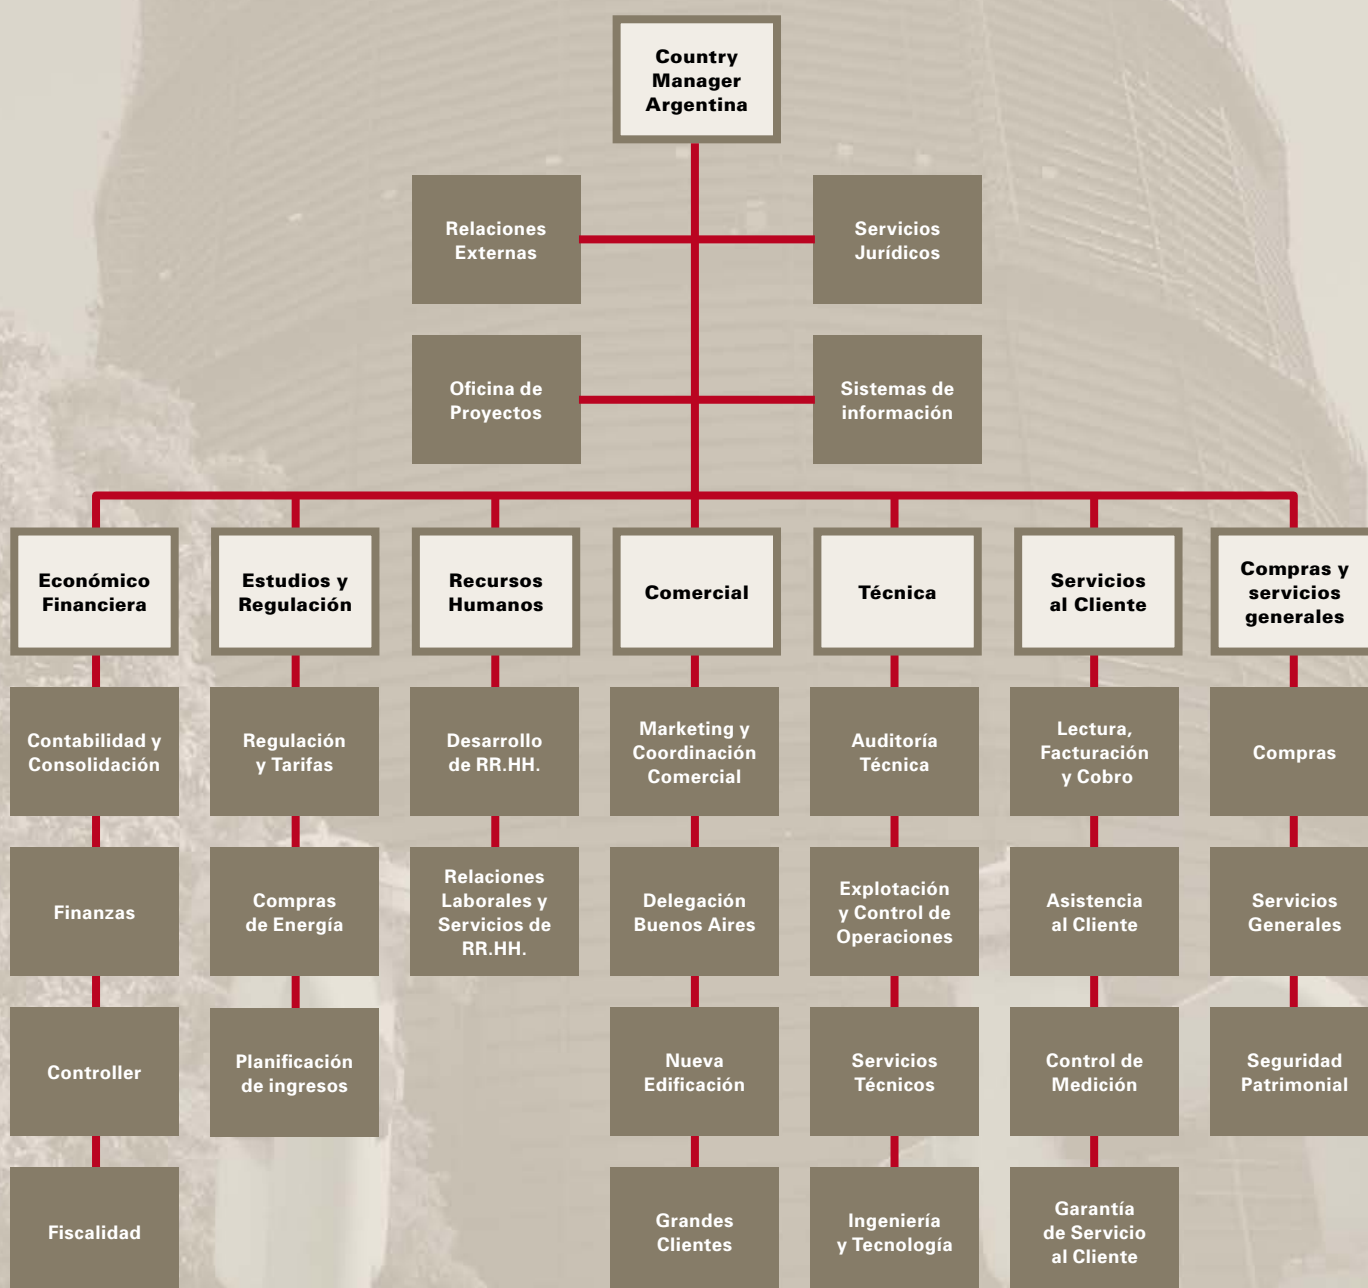 Country
Manager
Argentina
Relaciones
Externas
Servicios
Jurídicos
Oficina de
Proyectos
Sistemas de
información
Económico
Financiera
Estudios y
Regulación
Recursos
Humanos
Comercial
Técnica
Servicios
al Cliente
Compras y
servicios
generales
Contabilidad y
Consolidación
Regulación
y Tarifas
Desarrollo
de RR.HH.
Marketing y
Coordinación
Comercial
Auditoría
Técnica
Lectura,
Facturación
y Cobro
Compras
Finanzas
Compras
de Energía
Relaciones
Laborales y
Servicios de
RR.HH.
Delegación
Buenos Aires
Explotación
y Control de
Operaciones
Asistencia
al Cliente
Servicios
Generales
Controller
Planificación
de ingresos
Nueva
Edificación
Servicios
Técnicos
Control de
Medición
Seguridad
Patrimonial
Fiscalidad
Grandes
Clientes
Ingeniería
y Tecnología
Garantía
de Servicio
al Cliente